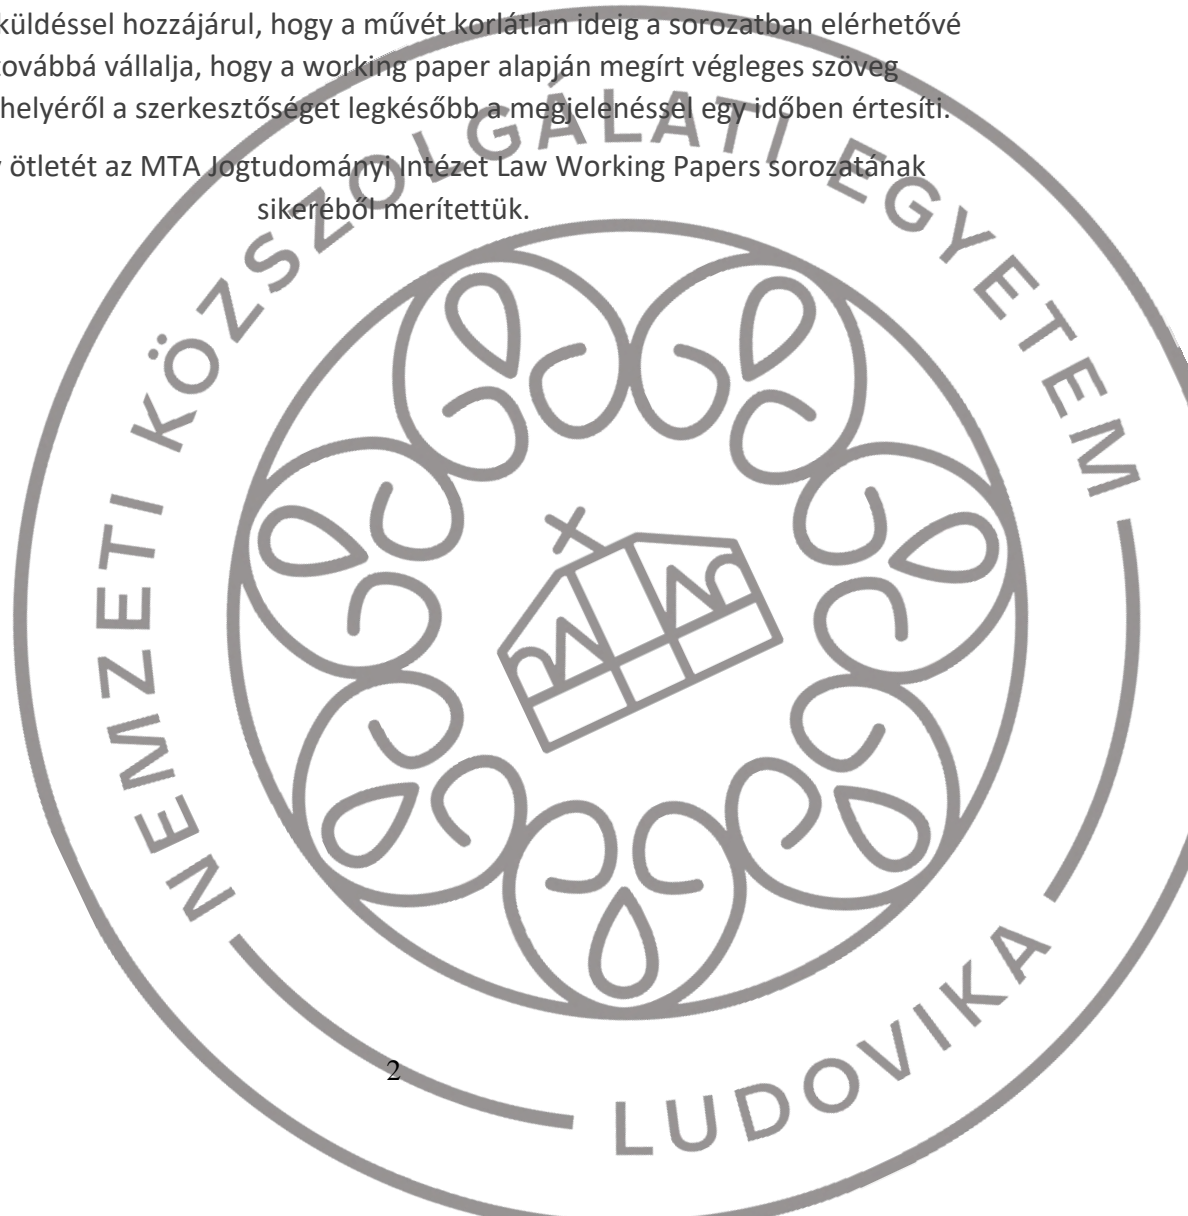 küldéssel hozzájárul, hogy a művét korlátlan ideig a sorozatban elérhetővé
továbbá vállalja, hogy a working paper alapján megírt végleges szöveg
helyéről a szerkesztőséget legkésőbb a megjelenéssel egy időben értesíti.
ötletét az MTA Jogtudományi Intézet Law Working Papers sorozatának
sikeréből merítettük.
NEMZETI KÖZSZOLGÁLATI EGYETEM
LUDOVIKA
2